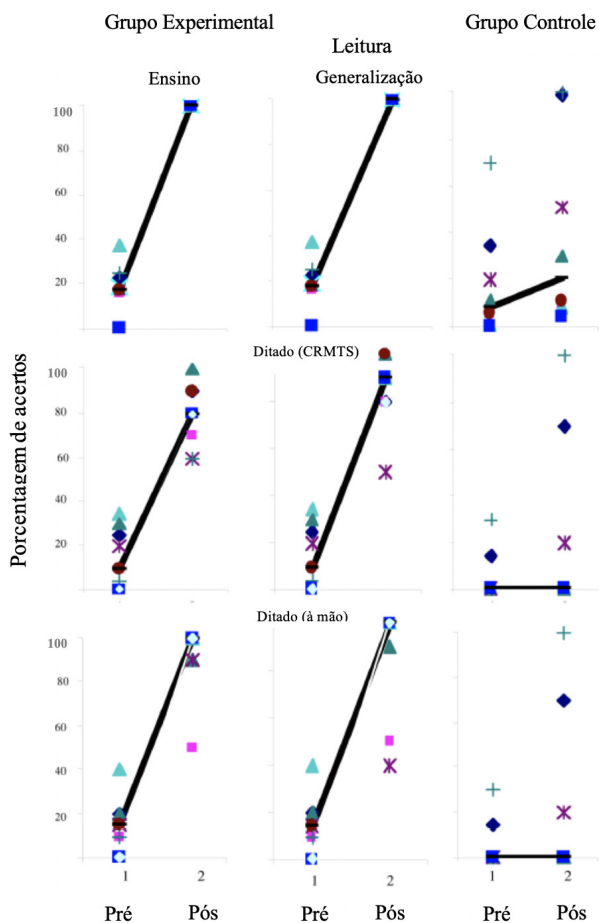 Grupo Experimental
Grupo Controle
Leitura
Ensino
Generalização
100
80
60
40
20
Ditado (CRMTS)
100
80
60
40
20
Ditado (à mão)
100
80
60
40
20
1
2
1
2
1
2
Pré
Pós
Pré
Pós
Pré
Pós
Porcentagem de acertos